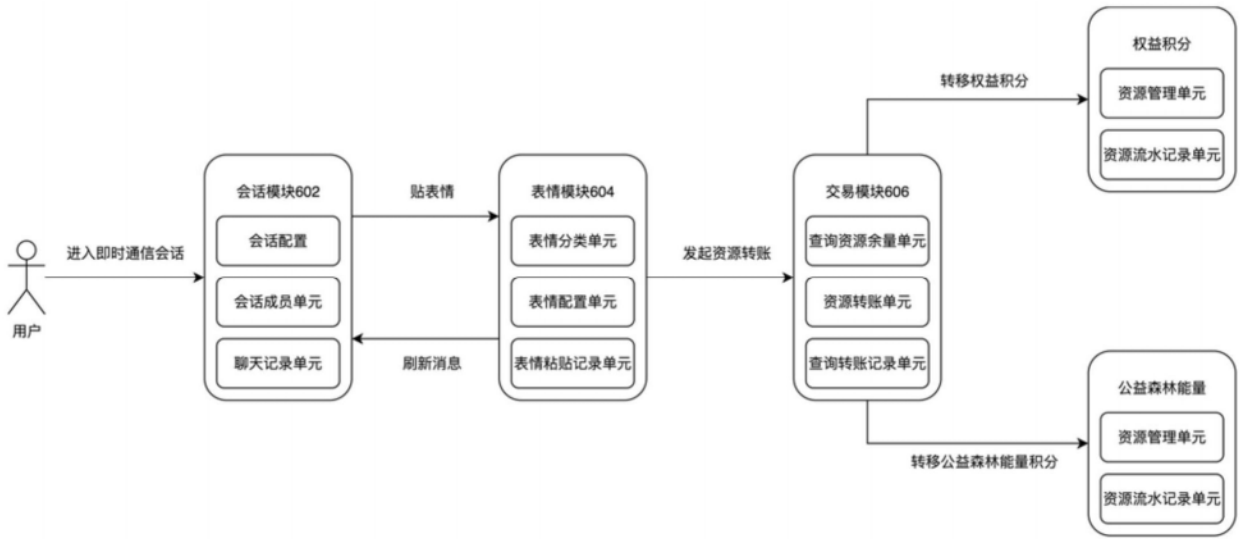 进入即时通信会话
用户
会话模块602
会话配置
会话成员单元
聊天记录单元
贴表情
刷新消息
表情模块604
表情分类单元
表情配置单元
表情粘贴记录单元
发起资源转账
交易模块606
查询资源余量单元
资源转账单元
查询转账记录单元
转移权益积分
权益积分
资源管理单元
资源流水记录单元
转移公益森林能量积分
公益森林能量
资源管理单元
资源流水记录单元